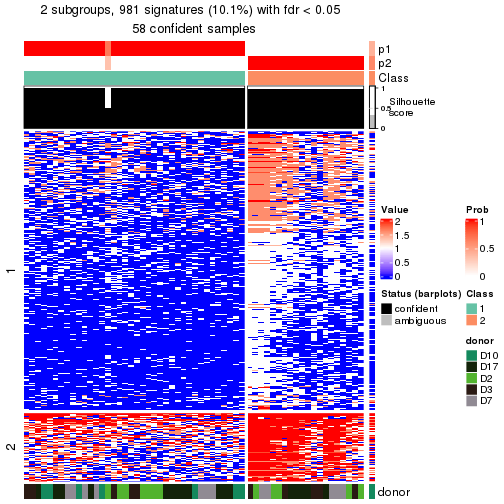 2 subgroups, 981 signatures (10.1%) with fdr < 0.05
58 confident samples
p1
p2
Class
1
0.5
0
Silhouette
score
1
2
Value
2
1.5
1
0.5
0
Prob
1
0.5
0
Status (barplots)
confident
ambiguous
Class
1
2
donor
D10
D17
D2
D3
D7
donor